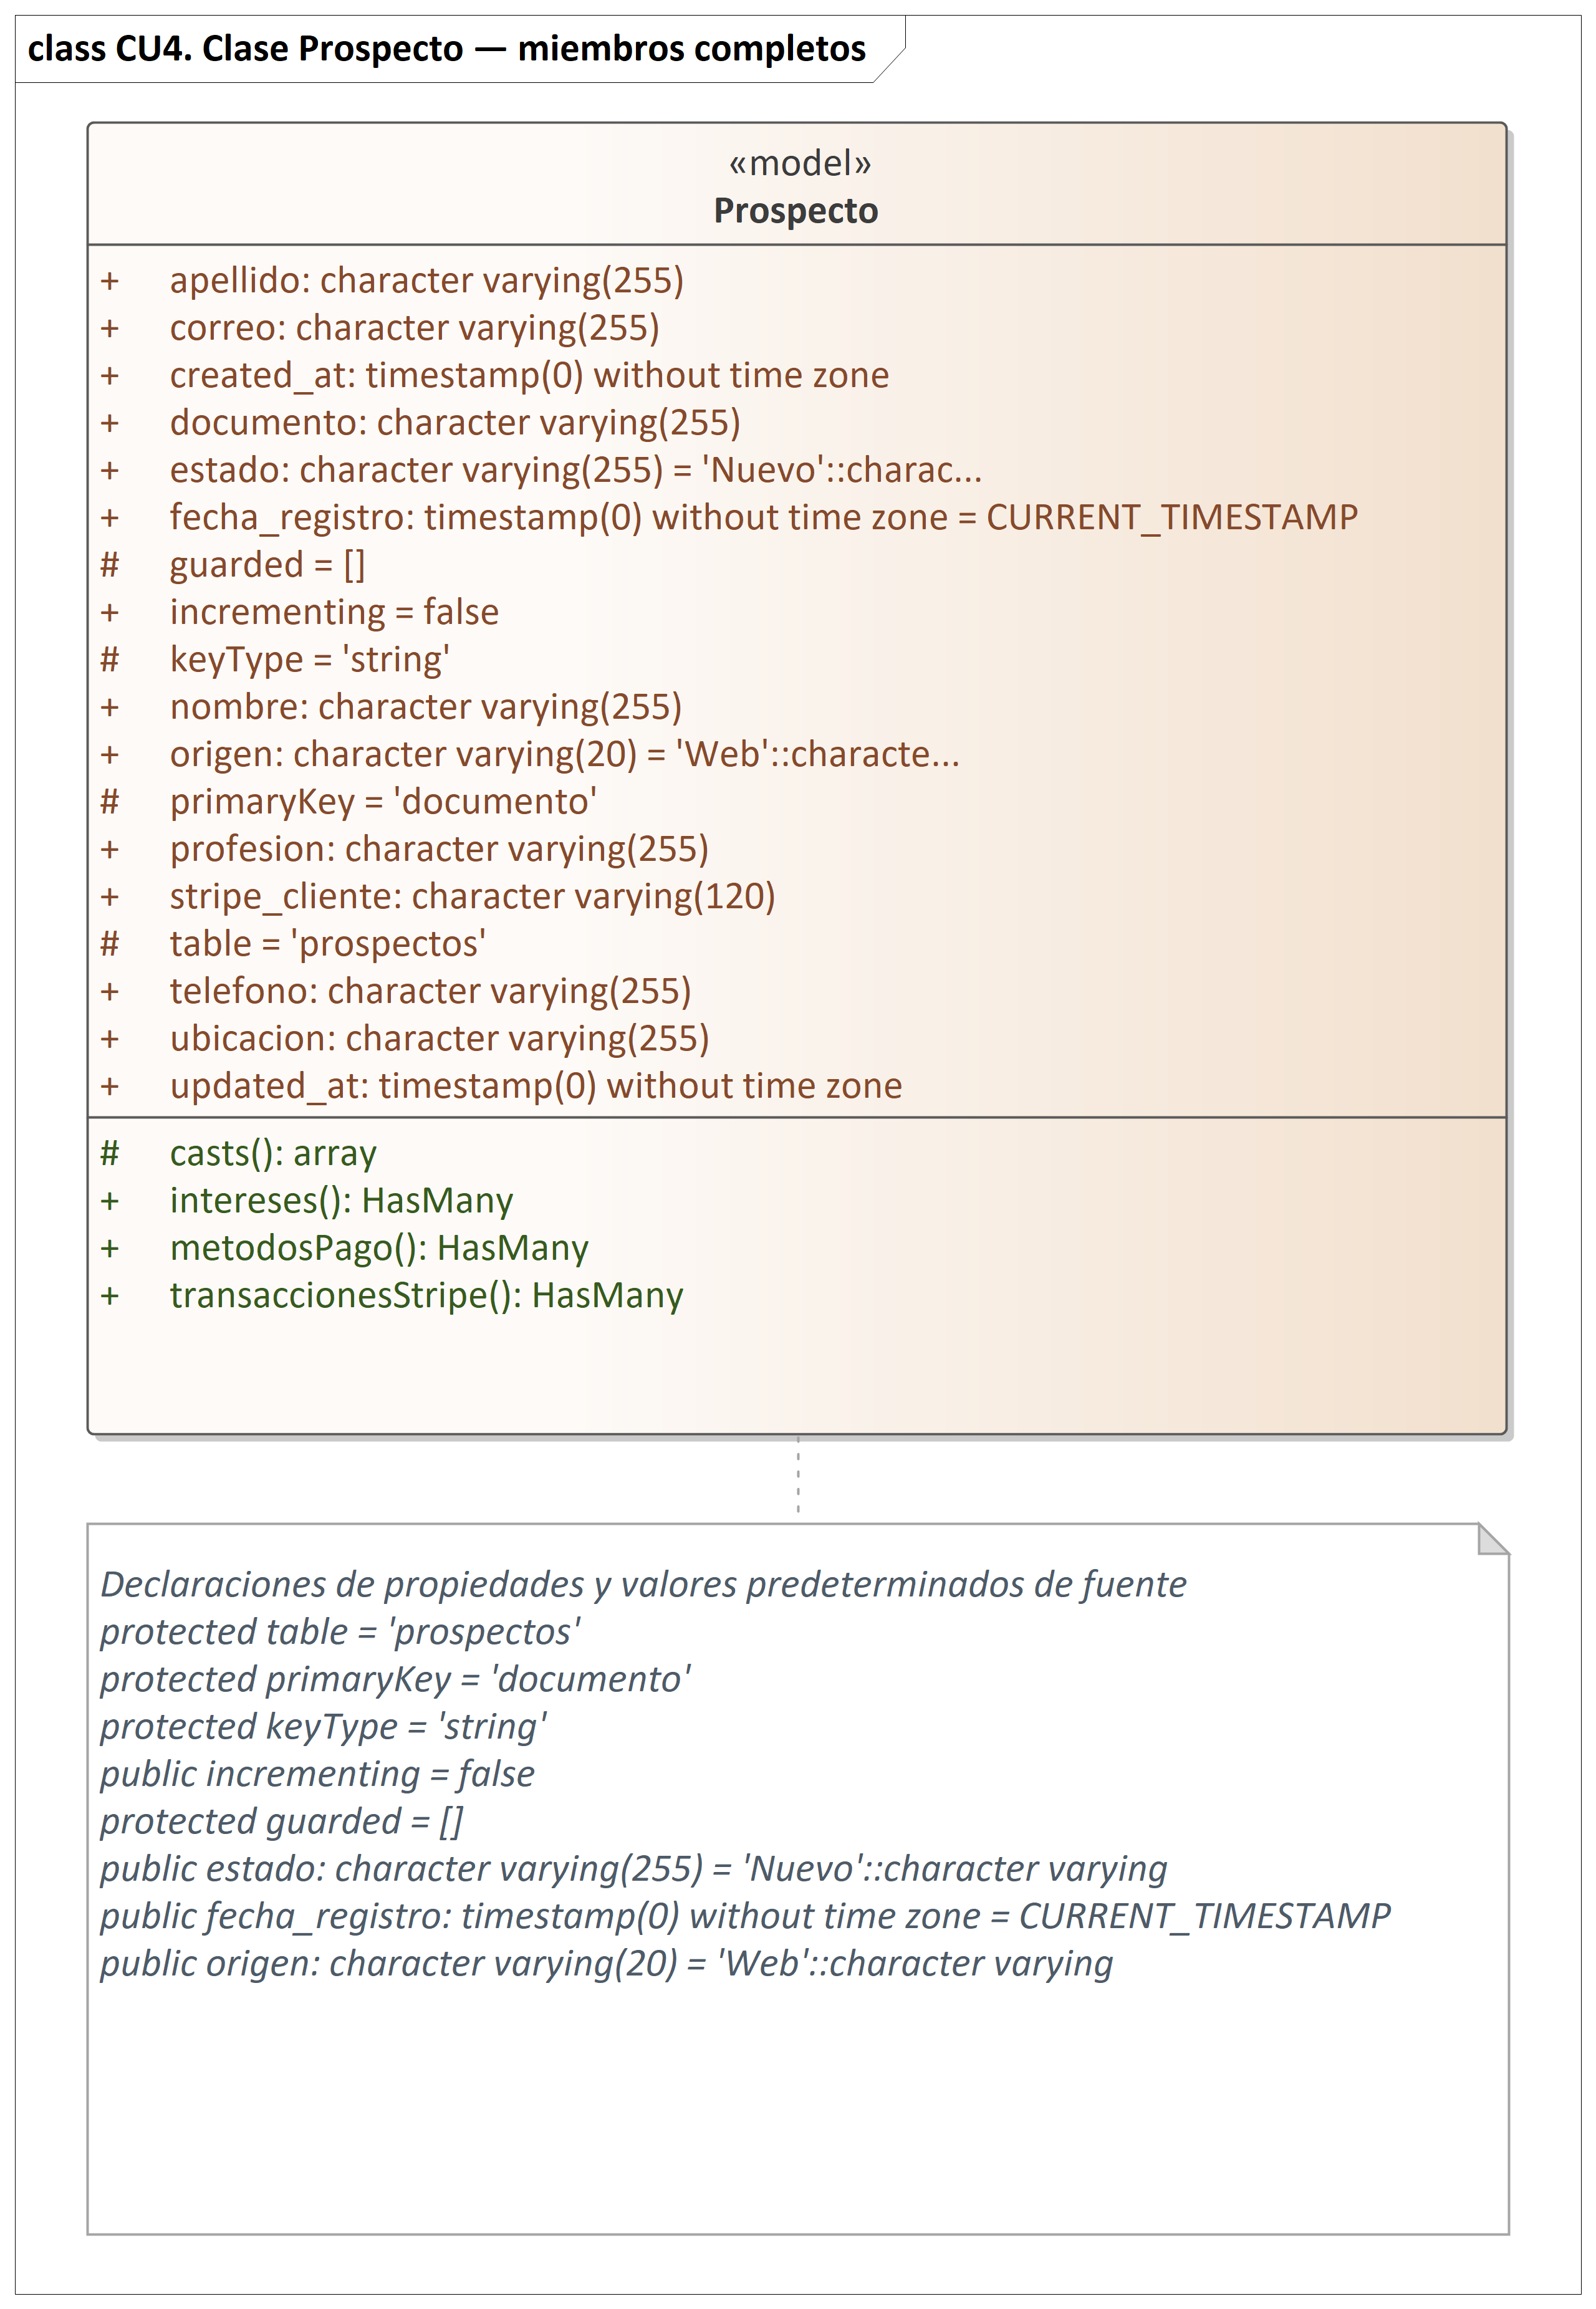 class CU4. Clase Prospecto — miembros completos
«model»
Prospecto
+ apellido: character varying(255)
+ correo: character varying(255)
+ created_at: timestamp(0) without time zone
+ documento: character varying(255)
+ estado: character varying(255) = 'Nuevo'::charac...
+ fecha_registro: timestamp(0) without time zone = CURRENT_TIMESTAMP
# guarded = []
+ incrementing = false
# keyType = 'string'
+ nombre: character varying(255)
+ origen: character varying(20) = 'Web'::characte...
# primaryKey = 'documento'
+ profesion: character varying(255)
+ stripe_cliente: character varying(120)
# table = 'prospectos'
+ telefono: character varying(255)
+ ubicacion: character varying(255)
+ updated_at: timestamp(0) without time zone
# casts(): array
+ intereses(): HasMany
+ metodosPago(): HasMany
+ transaccionesStripe(): HasMany
Declaraciones de propiedades y valores predeterminados de fuente
protected table = 'prospectos'
protected primaryKey = 'documento'
protected keyType = 'string'
public incrementing = false
protected guarded = []
public estado: character varying(255) = 'Nuevo'::character varying
public fecha_registro: timestamp(0) without time zone = CURRENT_TIMESTAMP
public origen: character varying(20) = 'Web'::character varying